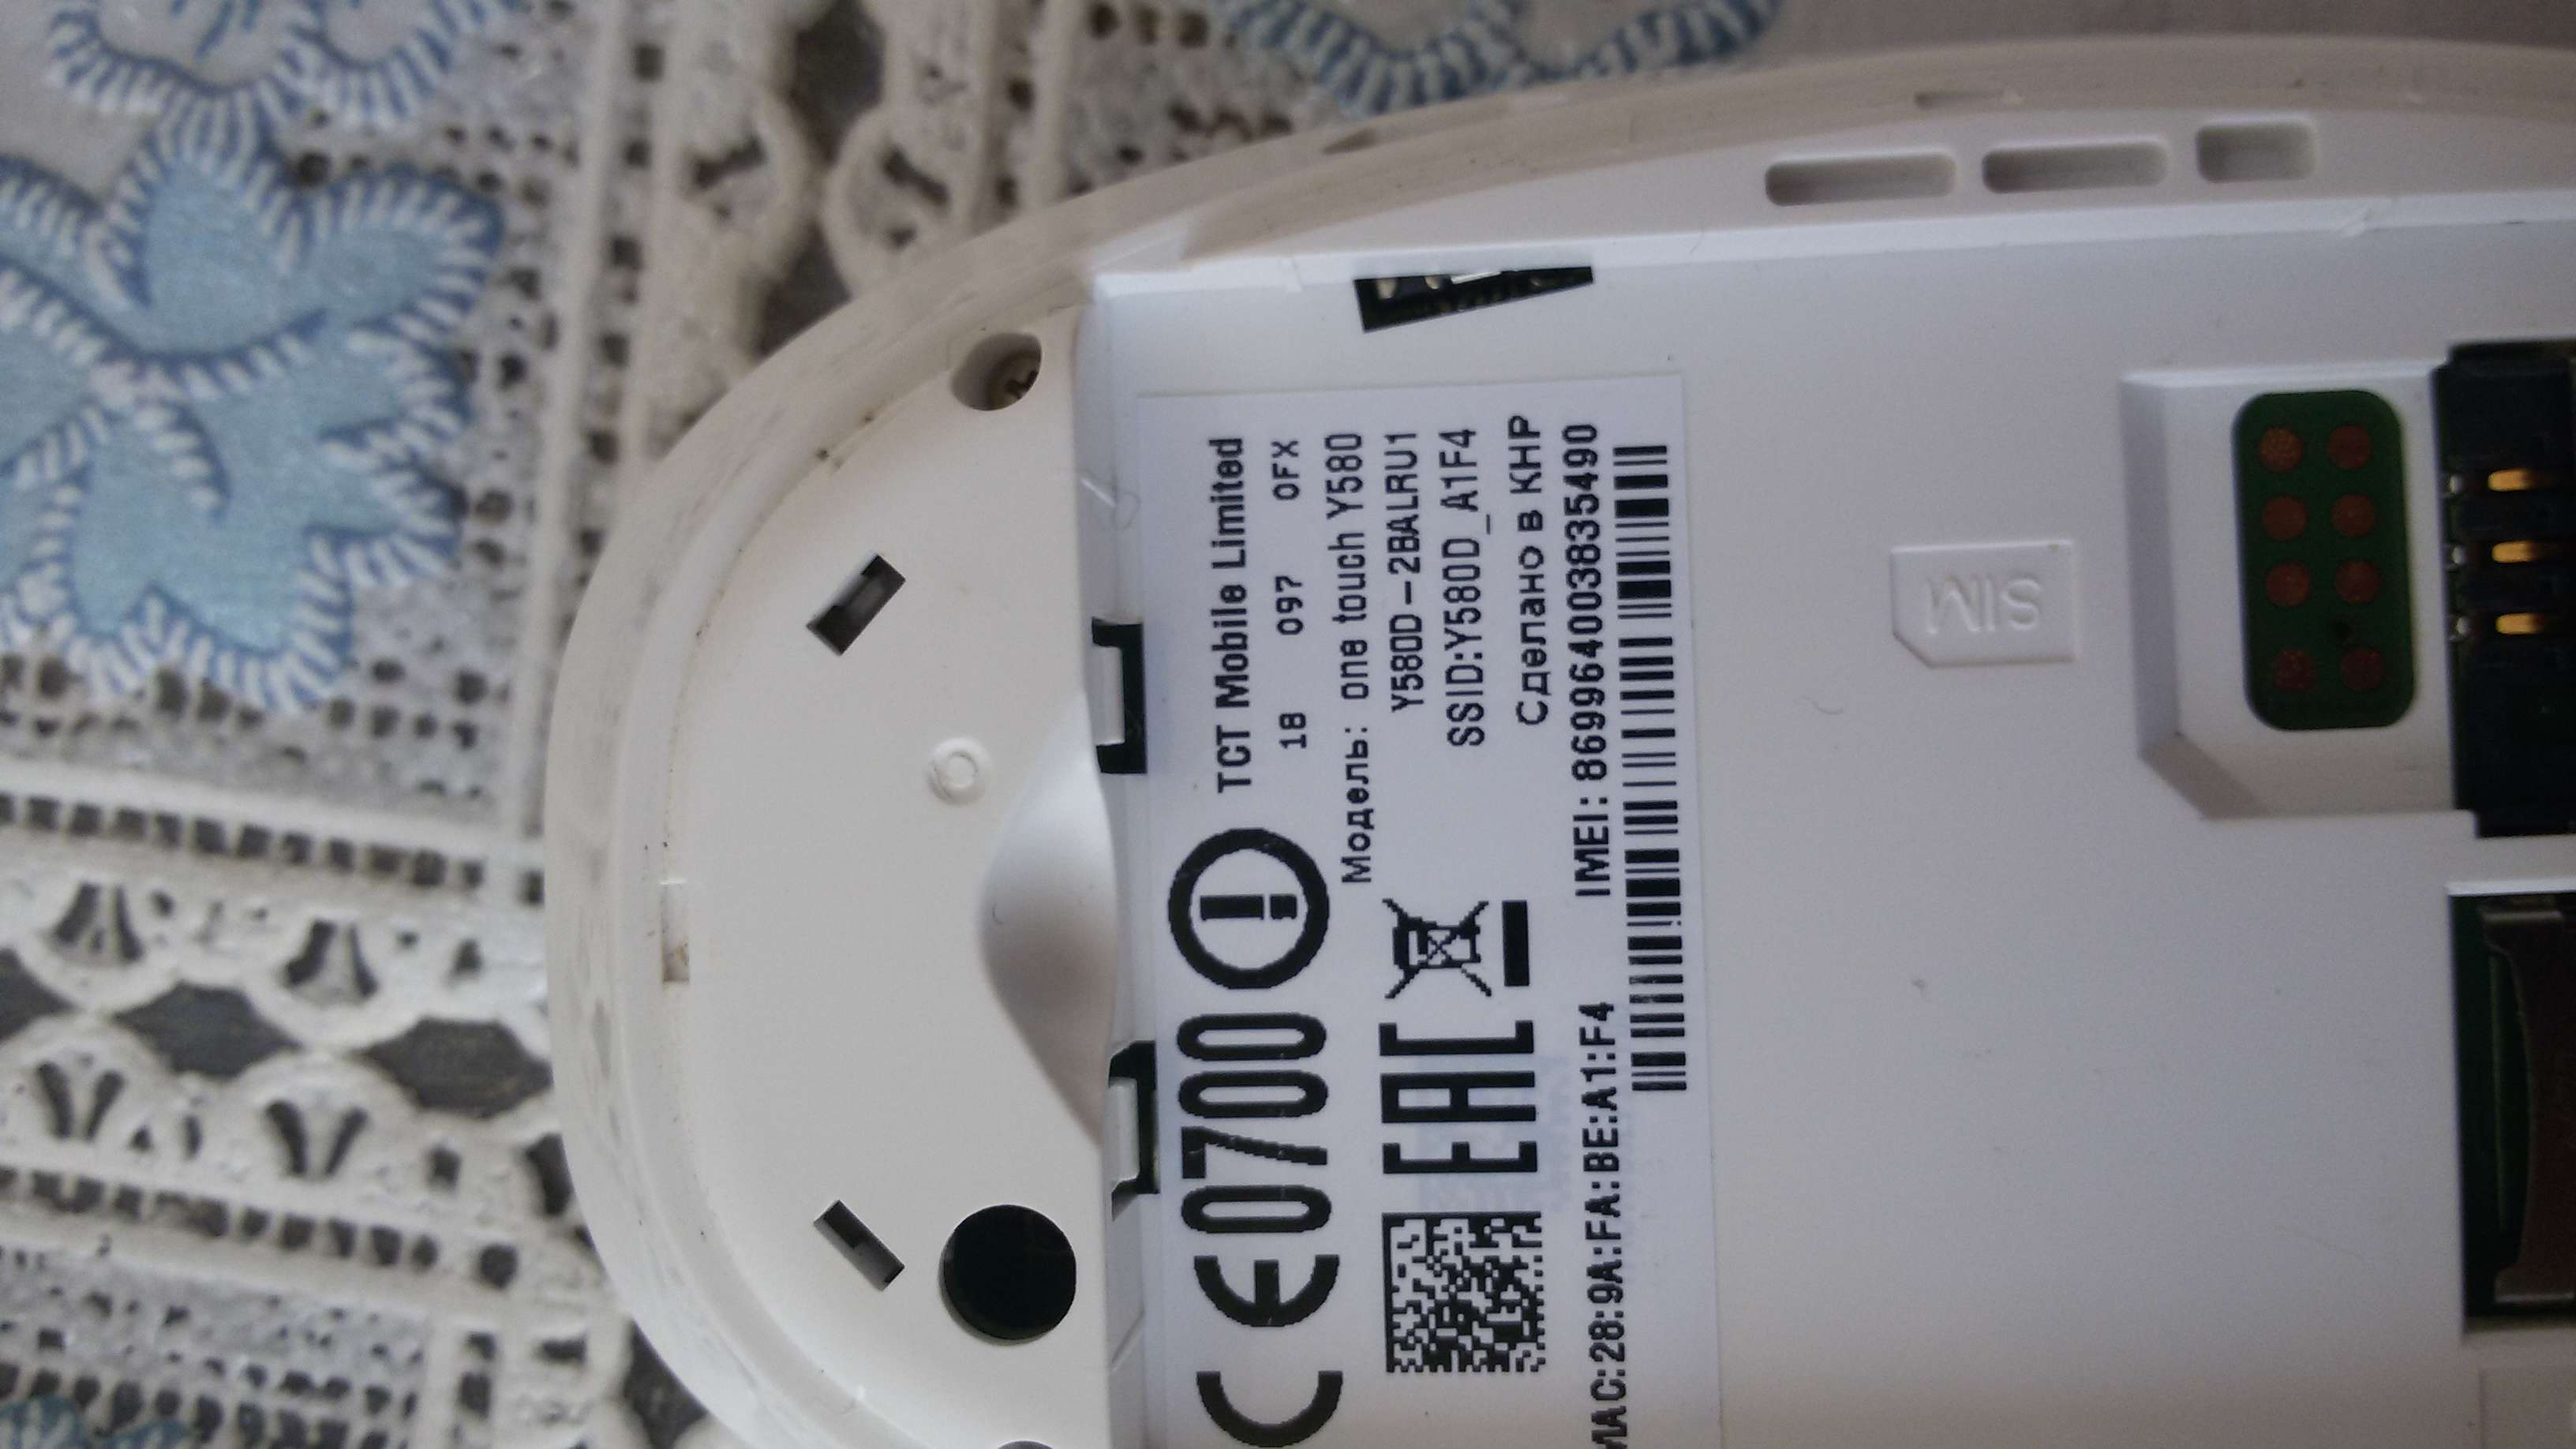 TCT Mobile Limited
18 097 0FX
Модель: one touch Y580
Y580D-2BALRU1
SSID:Y580D_A1F4
Сделано в КНР
CE0700
EAC
MAC:28:9A:FA:BE:A1:F4 IMEI: 869964003835490
SIM